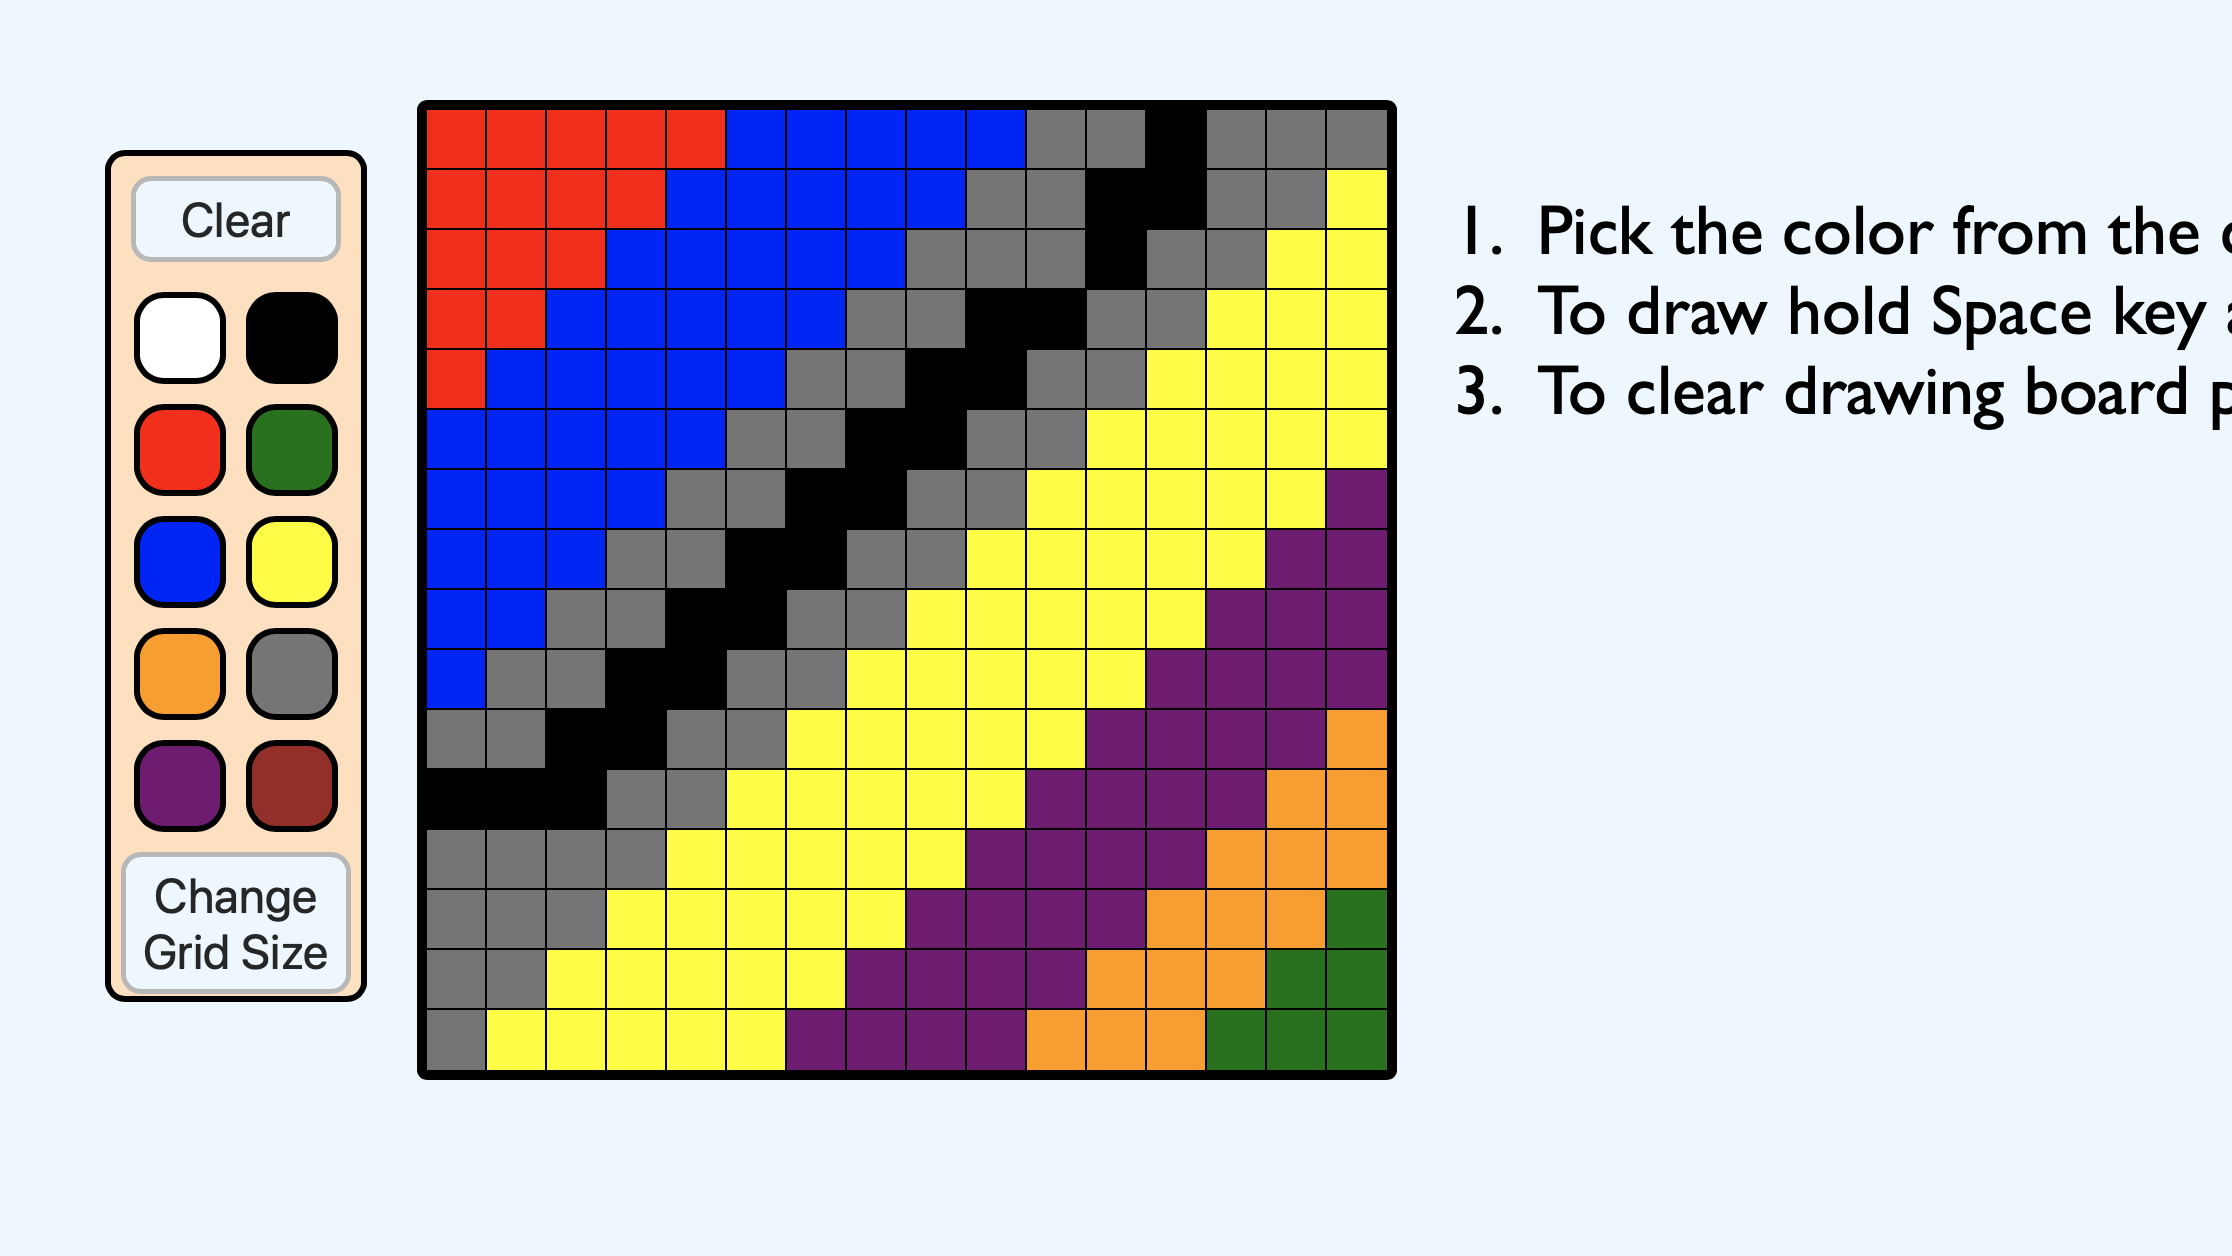 Clear
Change
Grid Size
1. Pick the color from the
2. To draw hold Space key
3. To clear drawing board